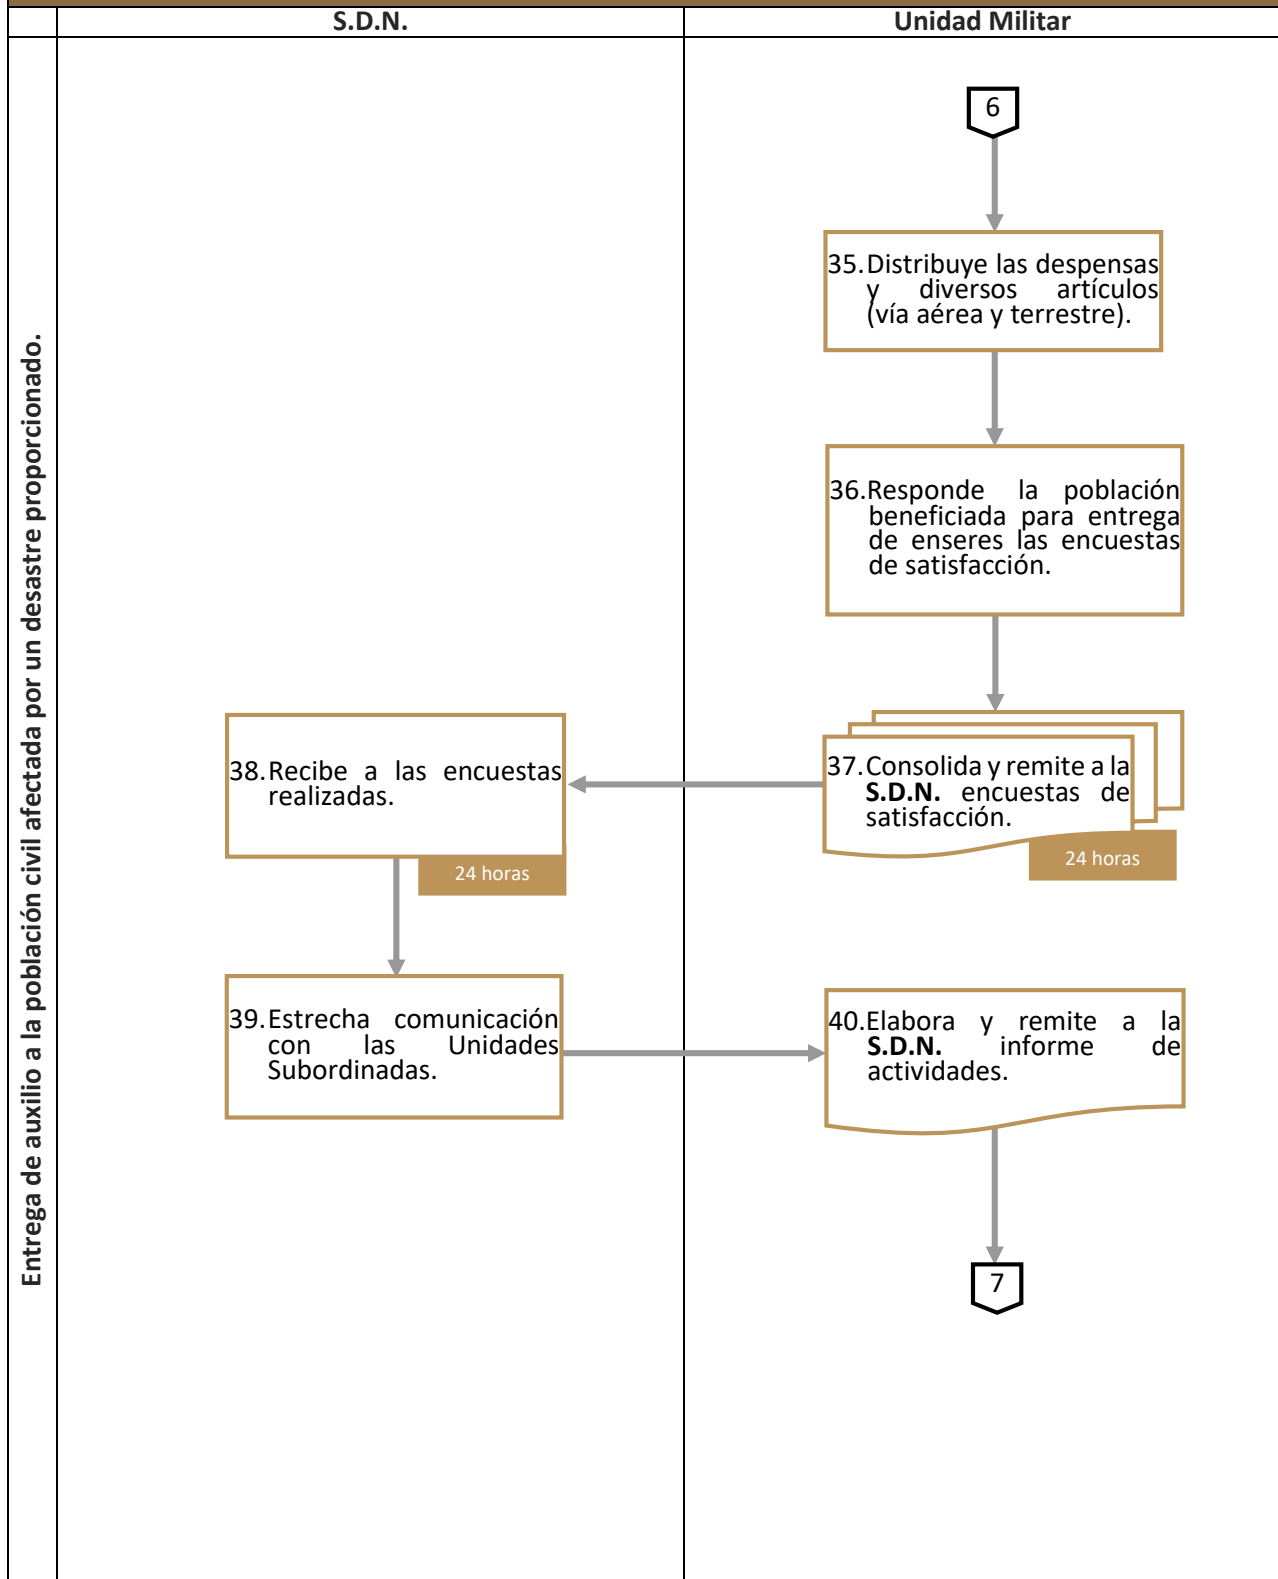 S.D.N.
Unidad Militar
Entrega de auxilio a la población civil afectada por un desastre proporcionado.
6
35. Distribuye las despensas
y diversos artículos
(vía aérea y terrestre).
36. Responde la población
beneficiada para entrega
de enseres las encuestas
de satisfacción.
37. Consolida y remite a la
S.D.N. encuestas de
satisfacción.
24 horas
38. Recibe a las encuestas
realizadas.
24 horas
39. Estrecha comunicación
con las Unidades
Subordinadas.
40. Elabora y remite a la
S.D.N. informe de
actividades.
7